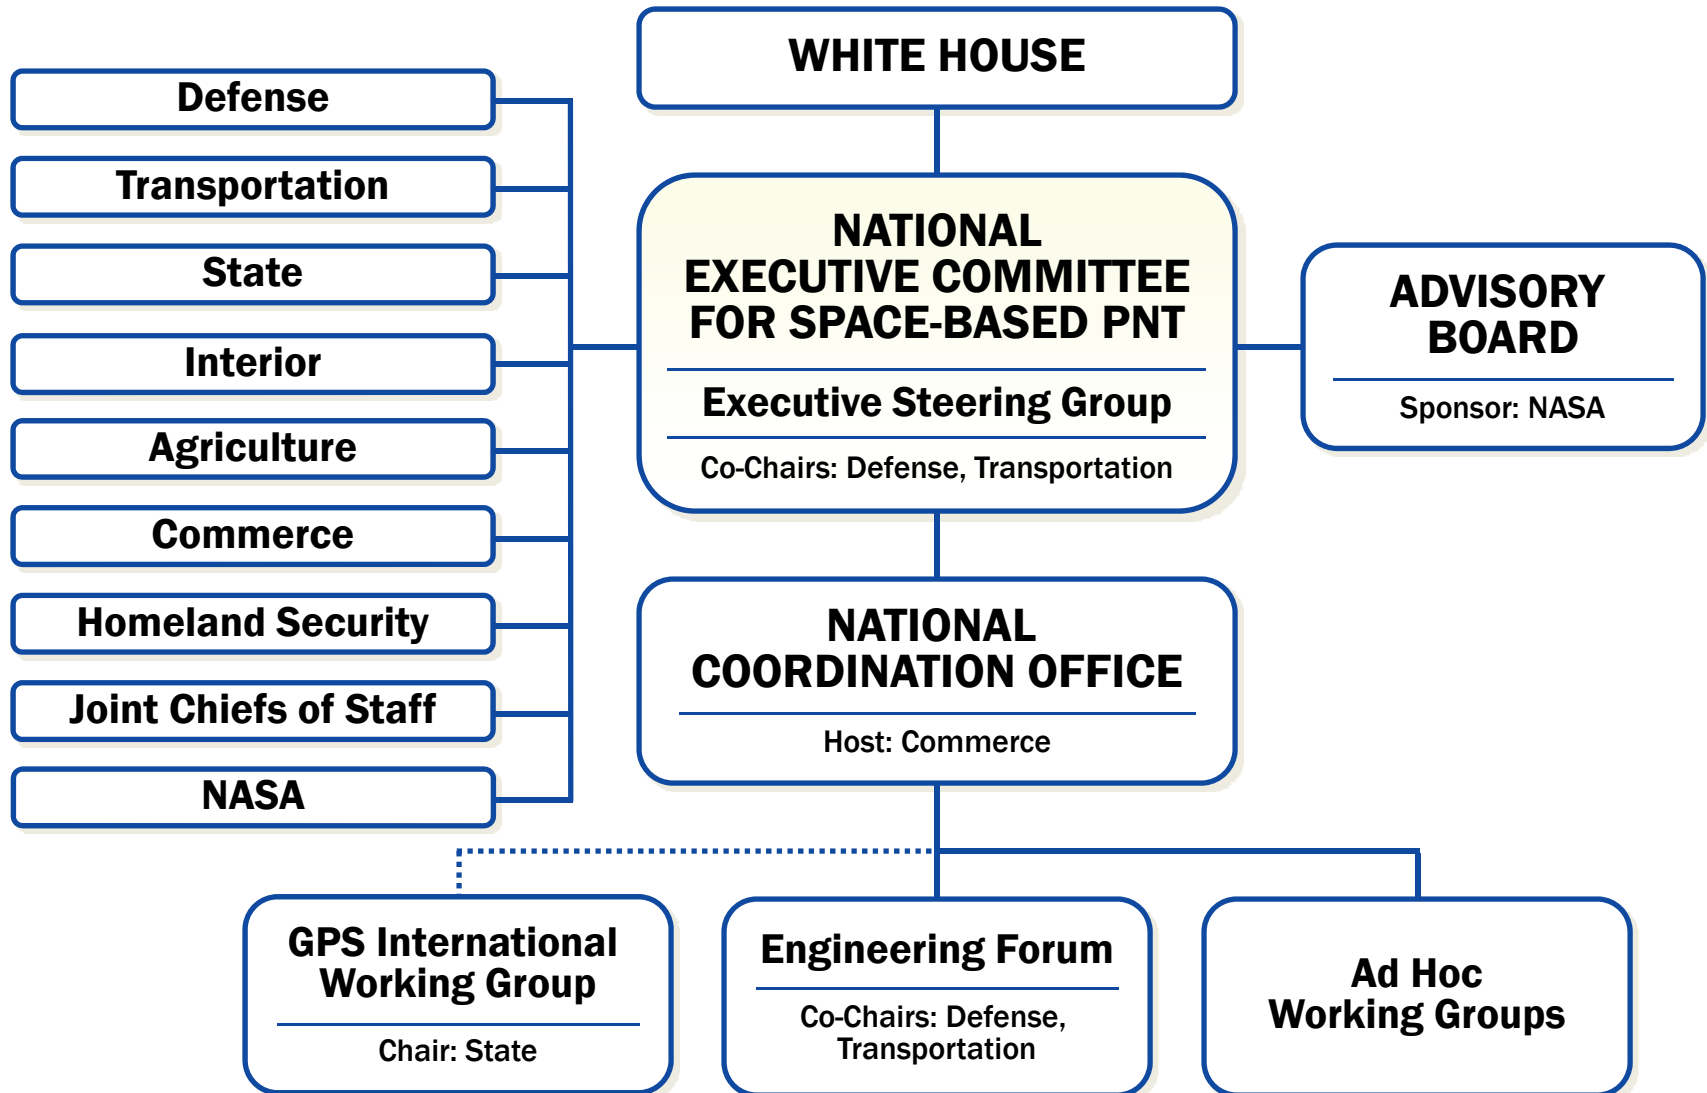 WHITE HOUSE
Defense
Transportation
State
Interior
Agriculture
Commerce
Homeland Security
Joint Chiefs of Staff
NASA
NATIONAL
EXECUTIVE COMMITTEE
FOR SPACE-BASED PNT
Executive Steering Group
Co-Chairs: Defense, Transportation
ADVISORY
BOARD
Sponsor: NASA
NATIONAL
COORDINATION OFFICE
Host: Commerce
GPS International
Working Group
Chair: State
Engineering Forum
Co-Chairs: Defense,
Transportation
Ad Hoc
Working Groups